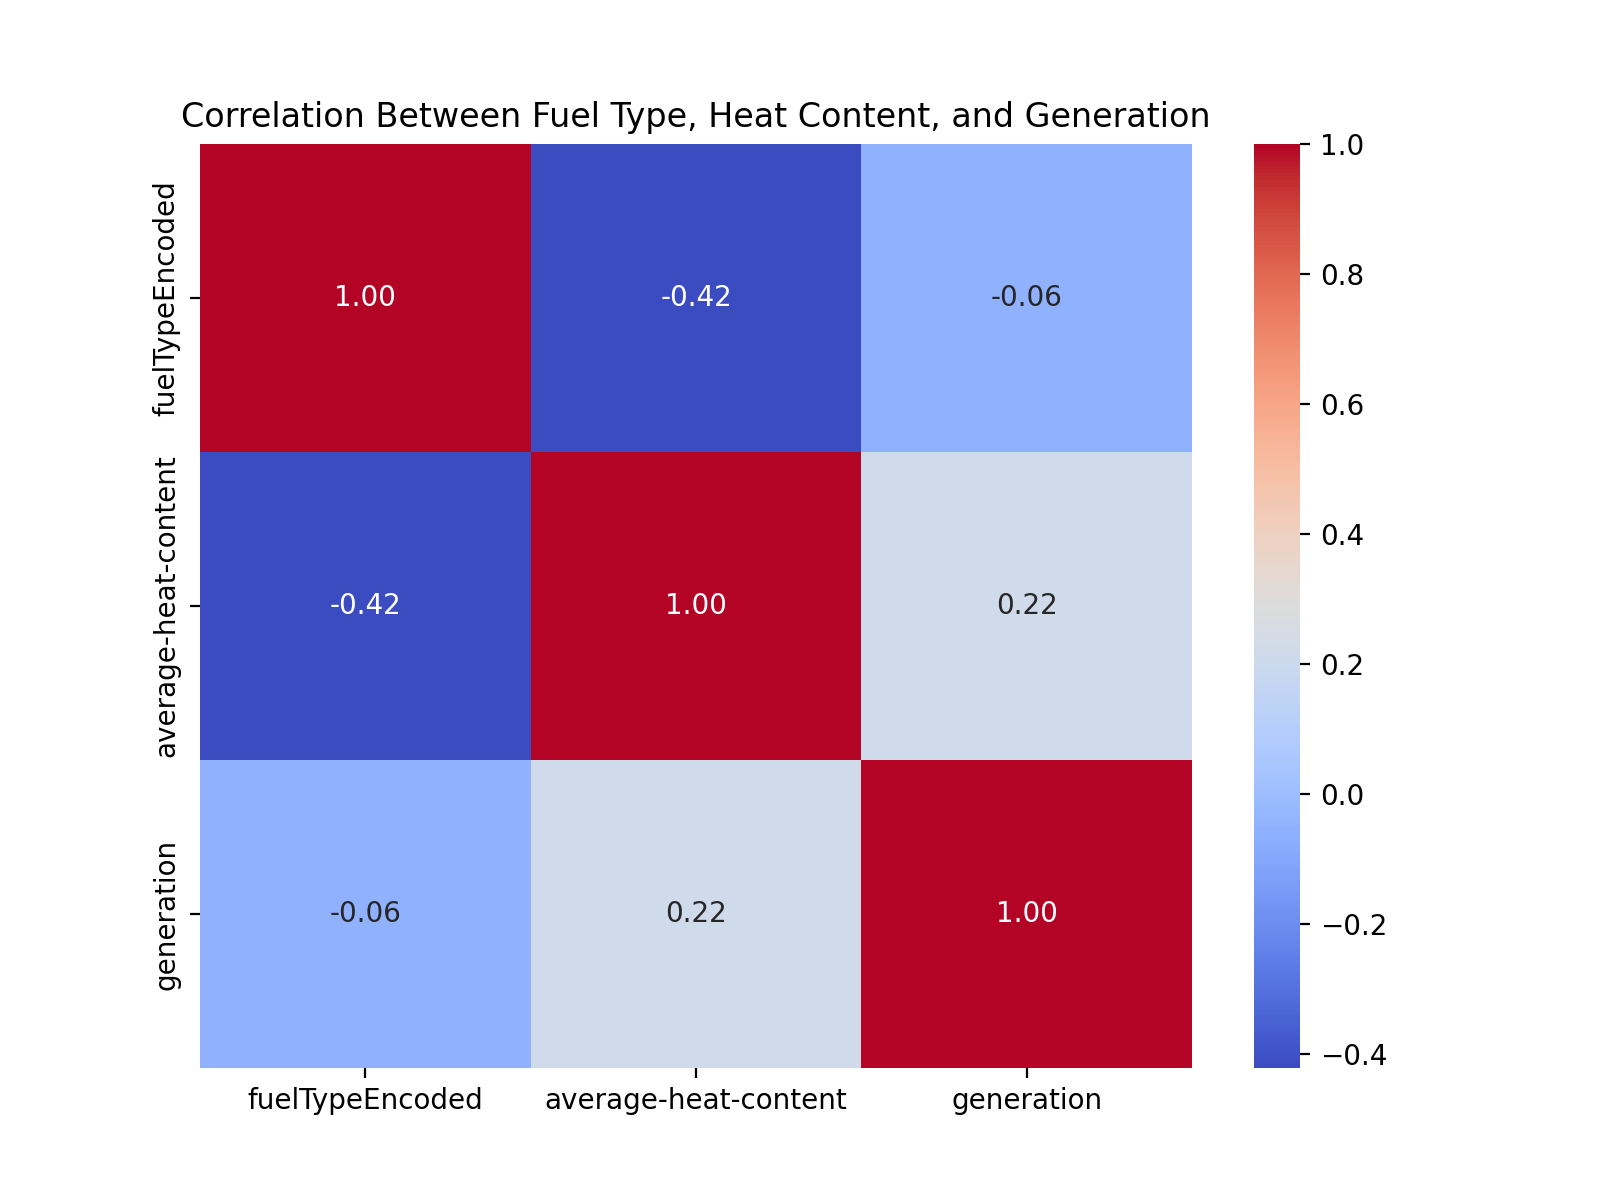 Correlation Between Fuel Type, Heat Content, and Generation
fuelTypeEncoded
1.00
-0.42
-0.06
average-heat-content
-0.42
1.00
0.22
generation
-0.06
0.22
1.00
fuelTypeEncoded
average-heat-content
generation
1.0
0.8
0.6
0.4
0.2
0.0
−0.2
−0.4